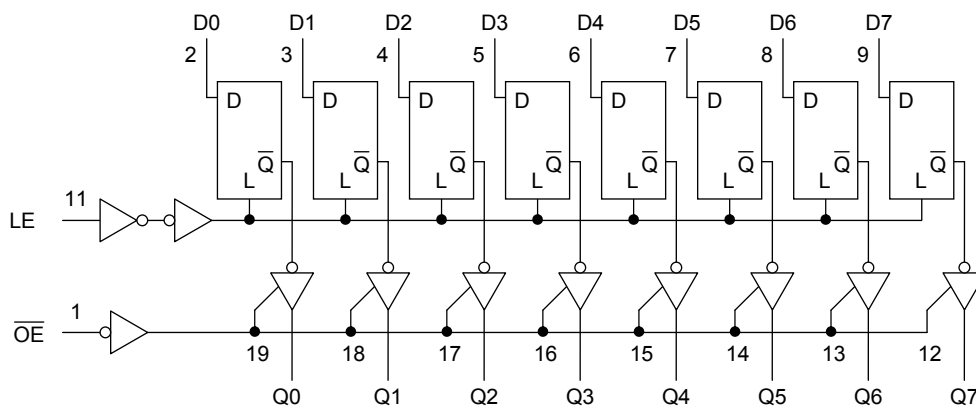 D0 D1 D2 D3 D4 D5 D6 D7
2 3 4 5 6 7 8 9
D D D D D D D D
Q̅ Q̅ Q̅ Q̅ Q̅ Q̅ Q̅ Q̅
L L L L L L L L
11
LE
1
O̅E̅
19 18 17 16 15 14 13 12
Q0 Q1 Q2 Q3 Q4 Q5 Q6 Q7